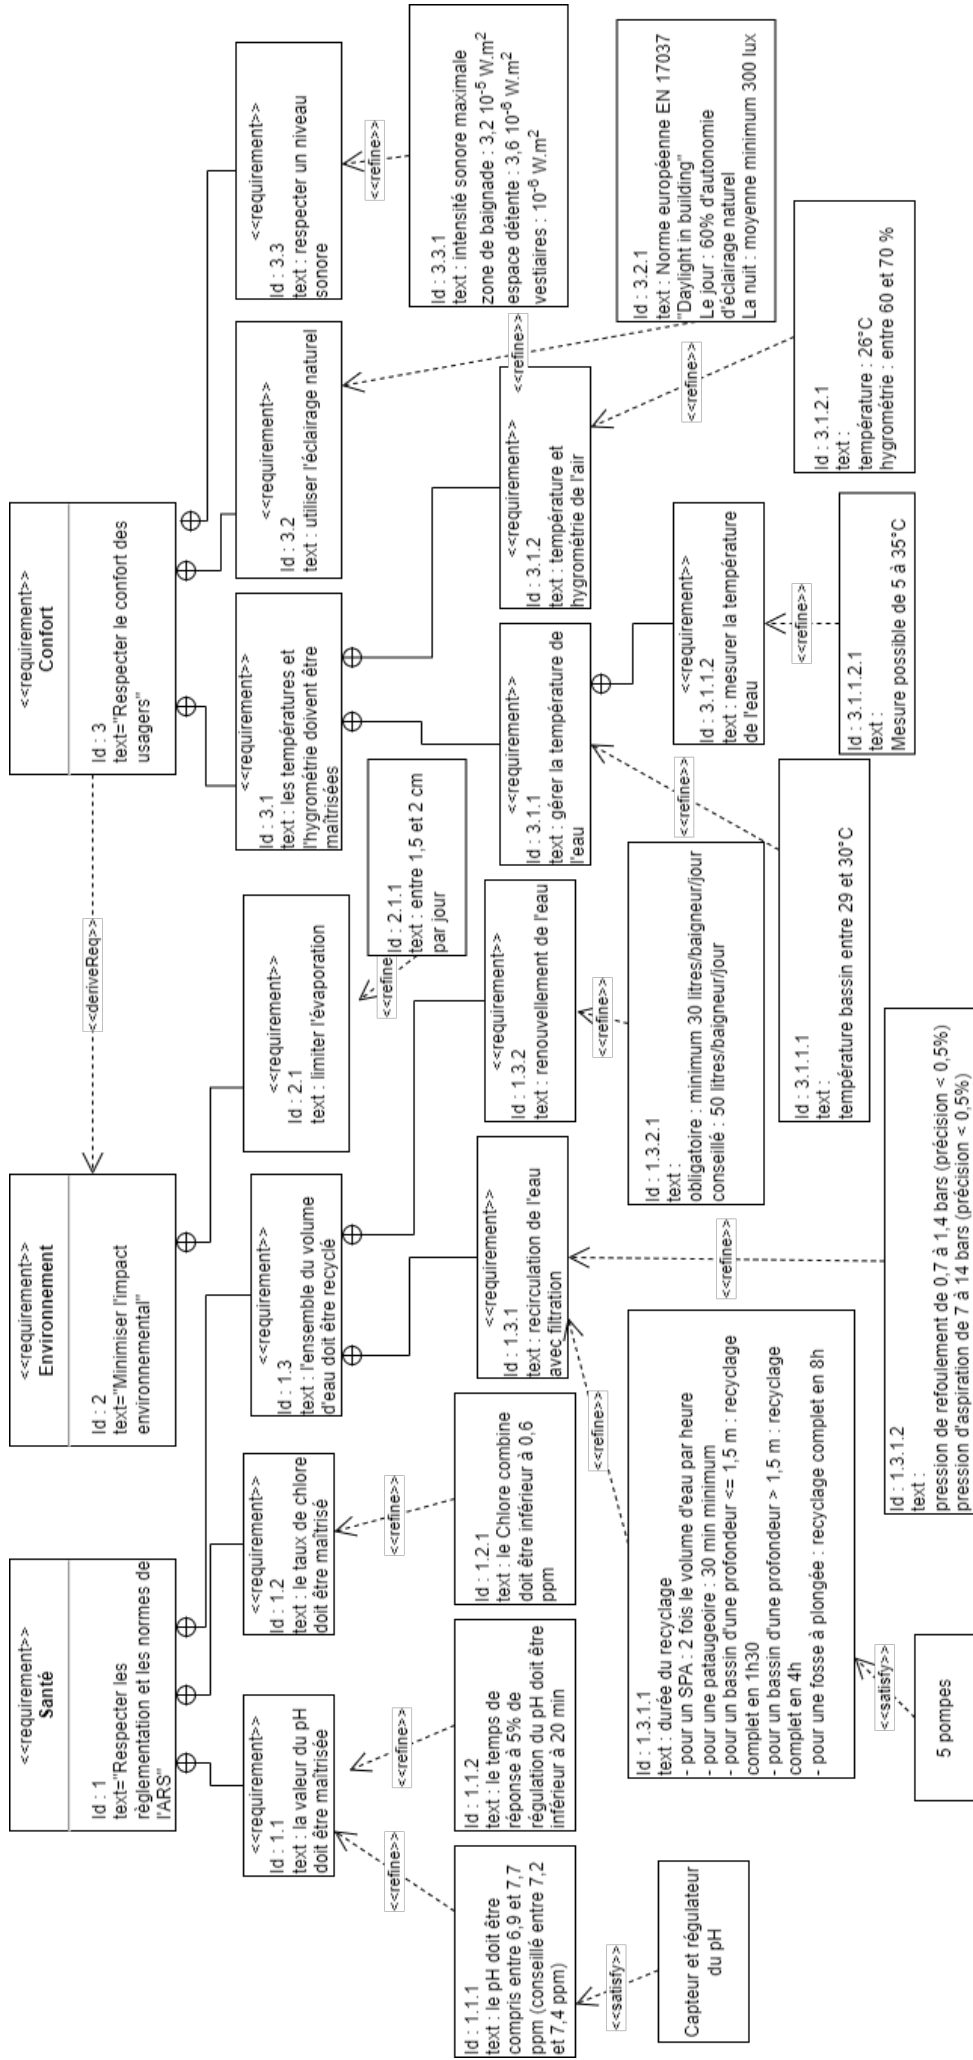 <<requirement>>
Santé
Id : 1
text="Respecter les
règlementation et les normes de
l'ARS"
<<requirement>>
Environnement
Id : 2
text="Minimiser l'impact
environnemental"
<<deriveReq>>
<<requirement>>
Confort
Id : 3
text="Respecter le confort des
usagers"
<<requirement>>
Id : 1.1
text : la valeur du pH
doit être maîtrisée
<<requirement>>
Id : 1.2
text : le taux de chlore
doit être maîtrisé
<<requirement>>
Id : 1.3
text : l'ensemble du volume
d'eau doit être recyclé
<<requirement>>
Id : 2.1
text : limiter l'évaporation
<<requirement>>
Id : 3.1
text : les températures et
l'hygrométrie doivent être
maîtrisées
<<requirement>>
Id : 3.2
text : utiliser l'éclairage naturel
<<requirement>>
Id : 3.3
text : respecter un niveau
sonore
<<refine>>
<<refine>>
<<refine>>
<<refine
<<refine>>
Id : 2.1.1
text : entre 1,5 et 2 cm
par jour
Id : 3.3.1
text : intensité sonore maximale
zone de baignade : 3,2 10-5 W.m2
espace détente : 3,6 10-6 W.m2
vestiaires : 10-6 W.m2
Id : 1.1.1
text : le pH doit être
compris entre 6,9 et 7,7
ppm (conseillé entre 7,2
et 7,4 ppm)
Id : 1.1.2
text : le temps de
réponse à 5% de
régulation du pH doit être
inférieur à 20 min
Id : 1.2.1
text : le Chlore combine
doit être inférieur à 0,6
ppm
<<requirement>>
Id : 1.3.1
text : recirculation de l'eau
avec filtration
<<requirement>>
Id : 1.3.2
text : renouvellement de l'eau
<<requirement>>
Id : 3.1.1
text : gérer la température de
l'eau
<<requirement>>
Id : 3.1.2
text : température et
hygrométrie de l'air
<<refine>>
<<satisfy>>
<<refine>>
<<refine>>
<<refine>>
<<refine>>
<<refine>>
Capteur et régulateur
du pH
Id : 1.3.2.1
text :
obligatoire : minimum 30 litres/baigneur/jour
conseillé : 50 litres/baigneur/jour
<<requirement>>
Id : 3.1.1.2
text : mesurer la température
de l'eau
Id : 3.2.1
text : Norme européenne EN 17037
"Daylight in building"
Le jour : 60% d'autonomie
d'éclairage naturel
La nuit : moyenne minimum 300 lux
Id : 1.3.1.1
text : durée du recyclage
- pour un SPA : 2 fois le volume d'eau par heure
- pour une pataugeoire : 30 min minimum
- pour un bassin d'une profondeur <= 1,5 m : recyclage
complet en 1h30
- pour un bassin d'une profondeur > 1,5 m : recyclage
complet en 4h
- pour une fosse à plongée : recyclage complet en 8h
Id : 3.1.1.1
text :
température bassin entre 29 et 30°C
<<refine>>
Id : 3.1.1.2.1
text :
Mesure possible de 5 à 35°C
Id : 3.1.2.1
text :
température : 26°C
hygrométrie : entre 60 et 70 %
<<satisfy>>
5 pompes
Id : 1.3.1.2
text :
pression de refoulement de 0,7 à 1,4 bars (précision < 0,5%)
pression d'aspiration de 7 à 14 bars (précision < 0,5%)